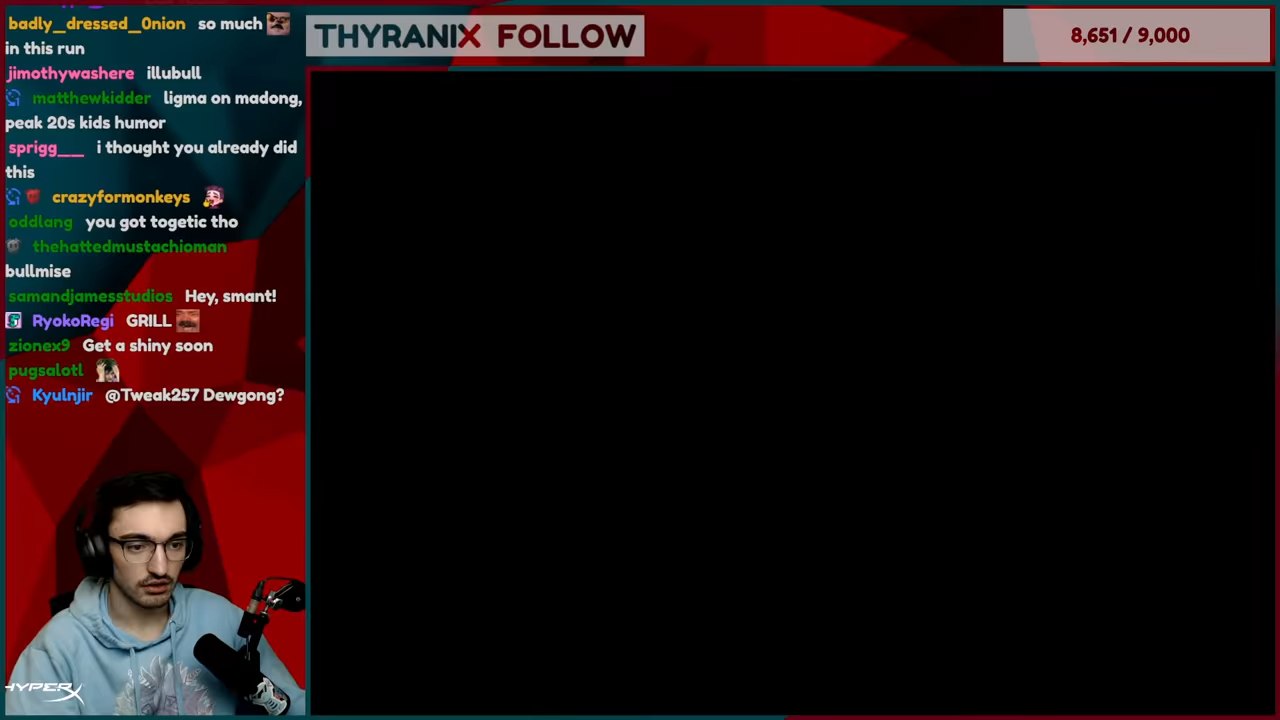 badly_dressed_0nion so much
in this run
jimothywashere illubull
matthewkidder ligma on madong,
peak 20s kids humor
sprigg__ i thought you already did
this
crazyformonkeys
oddlang you got togetic tho
thehattedmustachioman
bullmise
samandjamesstudios Hey, smant!
RyokoRegi GRILL
zionex9 Get a shiny soon
pugsalotl
Kyulnjir @Tweak257 Dewgong?
THYRANIX FOLLOW
8,651 / 9,000
HYPERX